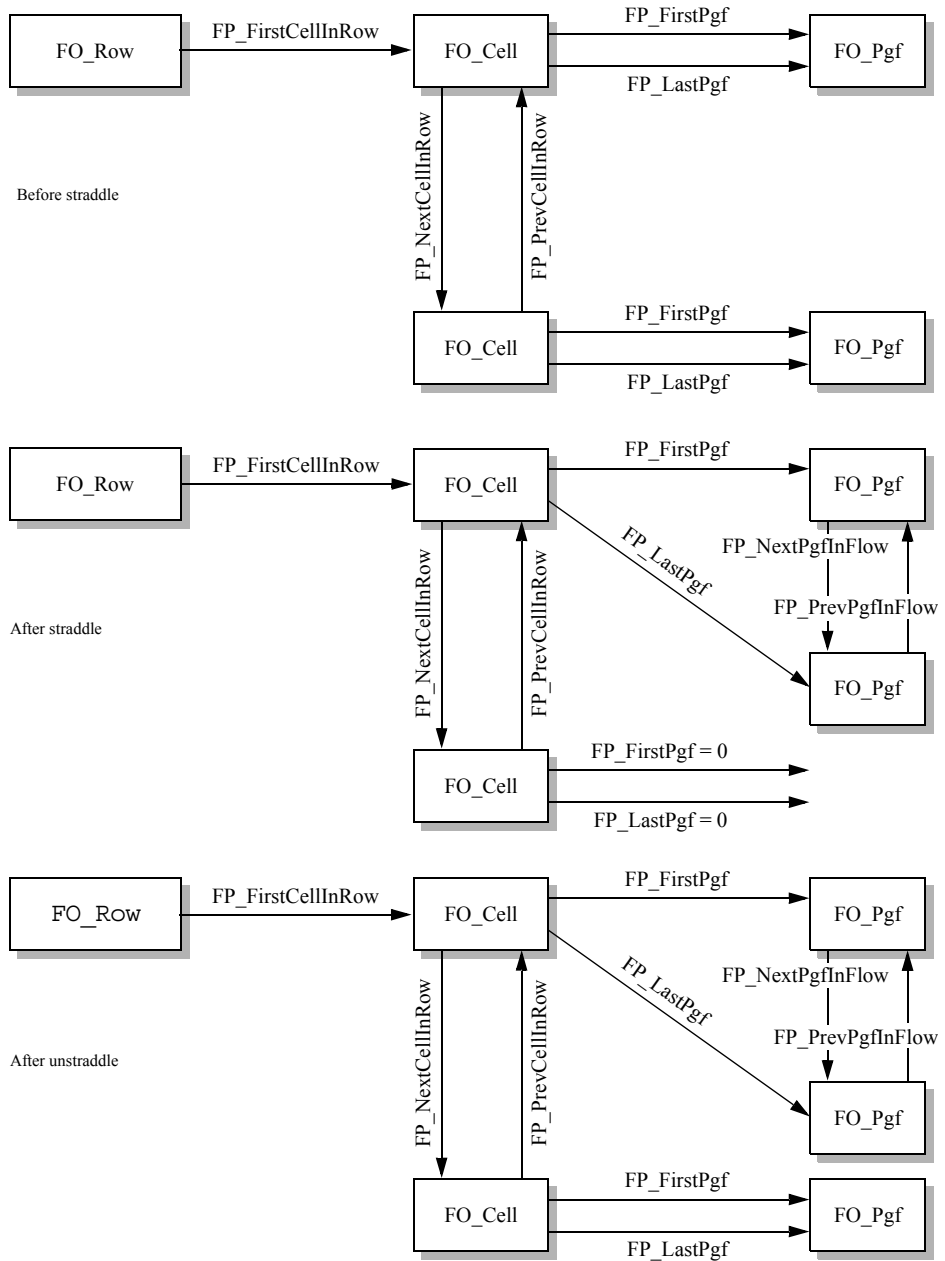 FP_FirstPgf
FP_FirstCellInRow
FO_Row
FO_Cell
FO_Pgf
FP_LastPgf
FP_NextCellInRow
FP_PrevCellInRow
Before straddle
FP_FirstPgf
FO_Cell
FO_Pgf
FP_LastPgf
FP_FirstPgf
FP_FirstCellInRow
FO_Row
FO_Cell
FO_Pgf
FP_LastPgf
FP_NextPgfInFlow
FP_NextCellInRow
FP_PrevCellInRow
FP_PrevPgfInFlow
After straddle
FO_Pgf
FP_FirstPgf = 0
FO_Cell
FP_LastPgf = 0
FP_FirstPgf
FP_FirstCellInRow
FO_Row
FO_Cell
FO_Pgf
FP_LastPgf
FP_NextPgfInFlow
FP_NextCellInRow
FP_PrevCellInRow
FP_PrevPgfInFlow
After unstraddle
FO_Pgf
FP_FirstPgf
FO_Cell
FO_Pgf
FP_LastPgf